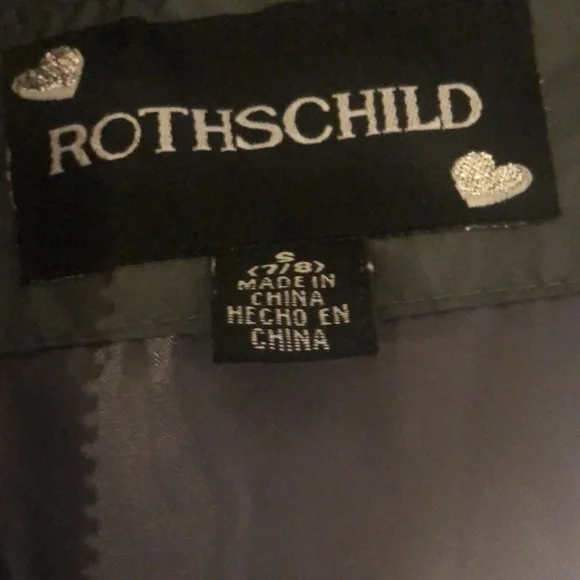 ROTHSCHILD
S
(7/8)
MADE IN
CHINA
HECHO EN
CHINA